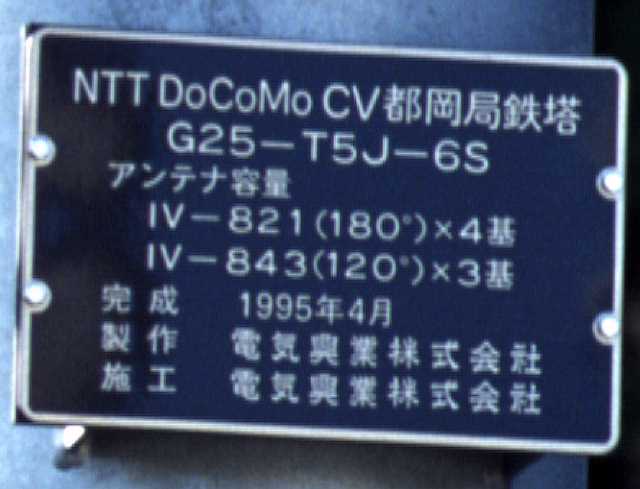 NTT DoCoMo CV都岡局鉄塔
G25－T5J－6S
アンテナ容量
IV－821(180°)×4基
IV－843(120°)×3基
完成 1995年4月
製作 電気興業株式会社
施工 電気興業株式会社